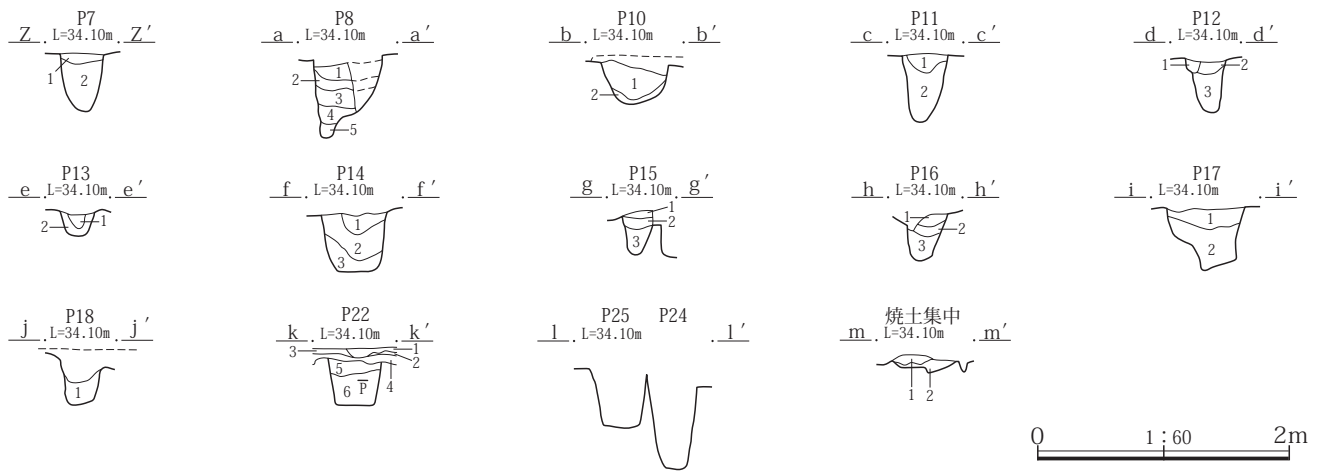 P7
Z . L=34.10m . Z′
1
2
P8
a . L=34.10m . a′
1
2
3
4
5
P10
b . L=34.10m . b′
1
2
P11
c . L=34.10m . c′
1
2
P12
d . L=34.10m . d′
1
2
3
P13
e . L=34.10m . e′
2
1
P14
f . L=34.10m . f′
1
2
3
P15
g . L=34.10m . g′
1
2
3
P16
h . L=34.10m . h′
1
2
3
P17
i . L=34.10m . i′
1
2
P18
j . L=34.10m . j′
1
P22
k . L=34.10m . k′
3
1
2
5
4
6 P
P25 P24
l . L=34.10m . l′
焼土集中
m . L=34.10m . m′
1 2
0 1:60 2m